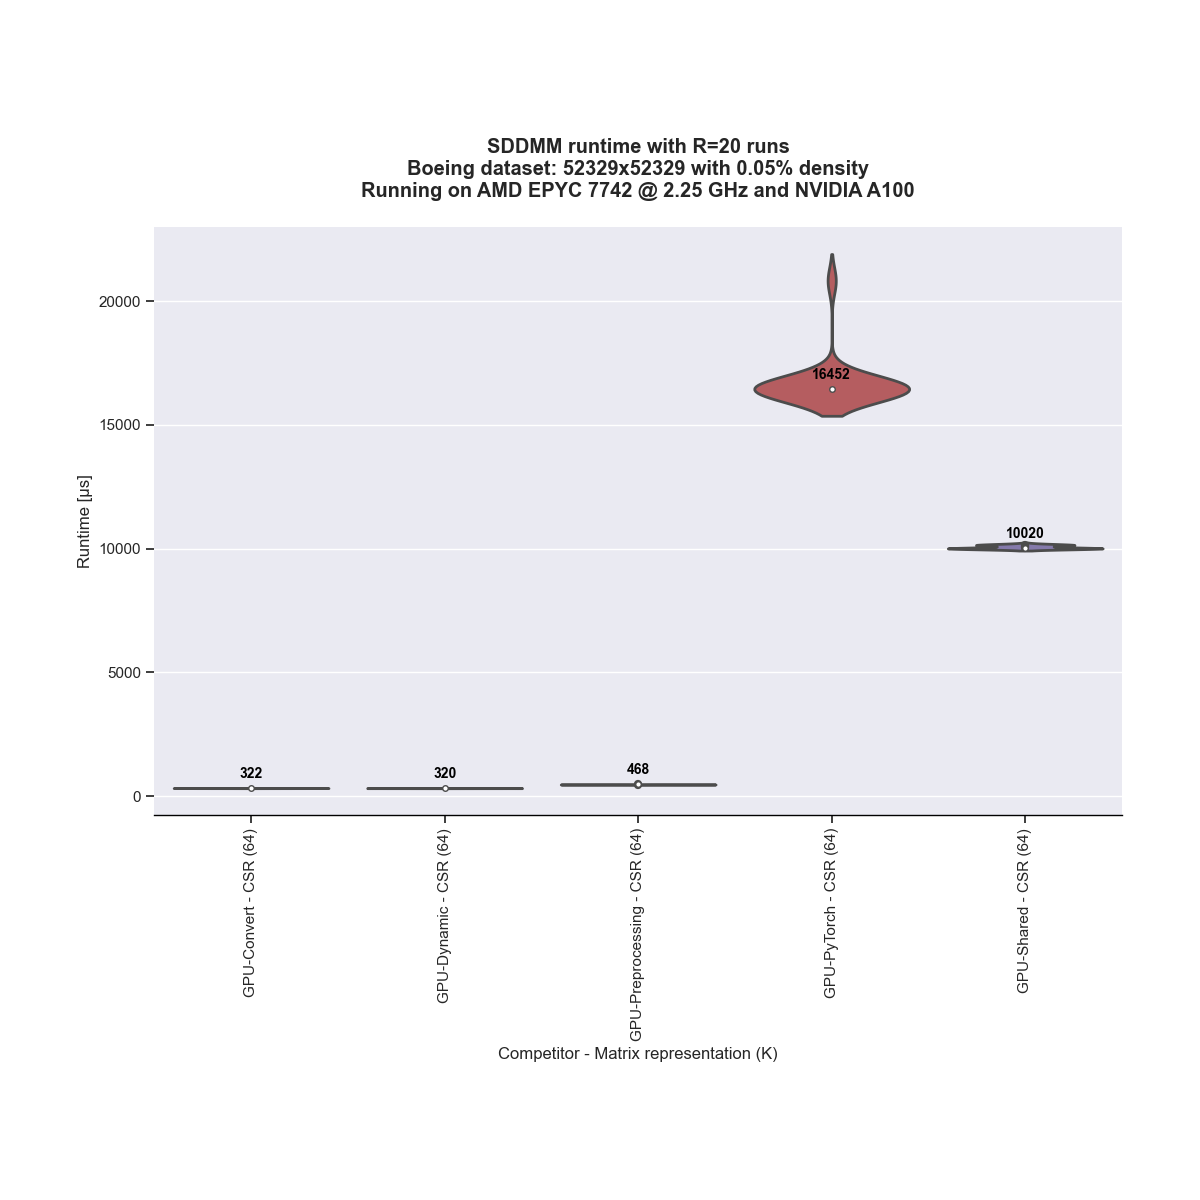 SDDMM runtime with R=20 runs
Boeing dataset: 52329x52329 with 0.05% density
Running on AMD EPYC 7742 @ 2.25 GHz and NVIDIA A100
Runtime [µs]
20000
15000
10000
5000
0
322
320
468
16452
10020
GPU-Convert - CSR (64)
GPU-Dynamic - CSR (64)
GPU-Preprocessing - CSR (64)
GPU-PyTorch - CSR (64)
GPU-Shared - CSR (64)
Competitor - Matrix representation (K)